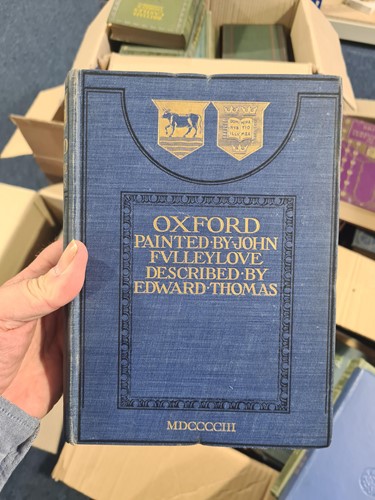 OXFORD
PAINTED·BY·JOHN
FVLLEYLOVE
DESCRIBED·BY
EDWARD·THOMAS
MDCCCCIII